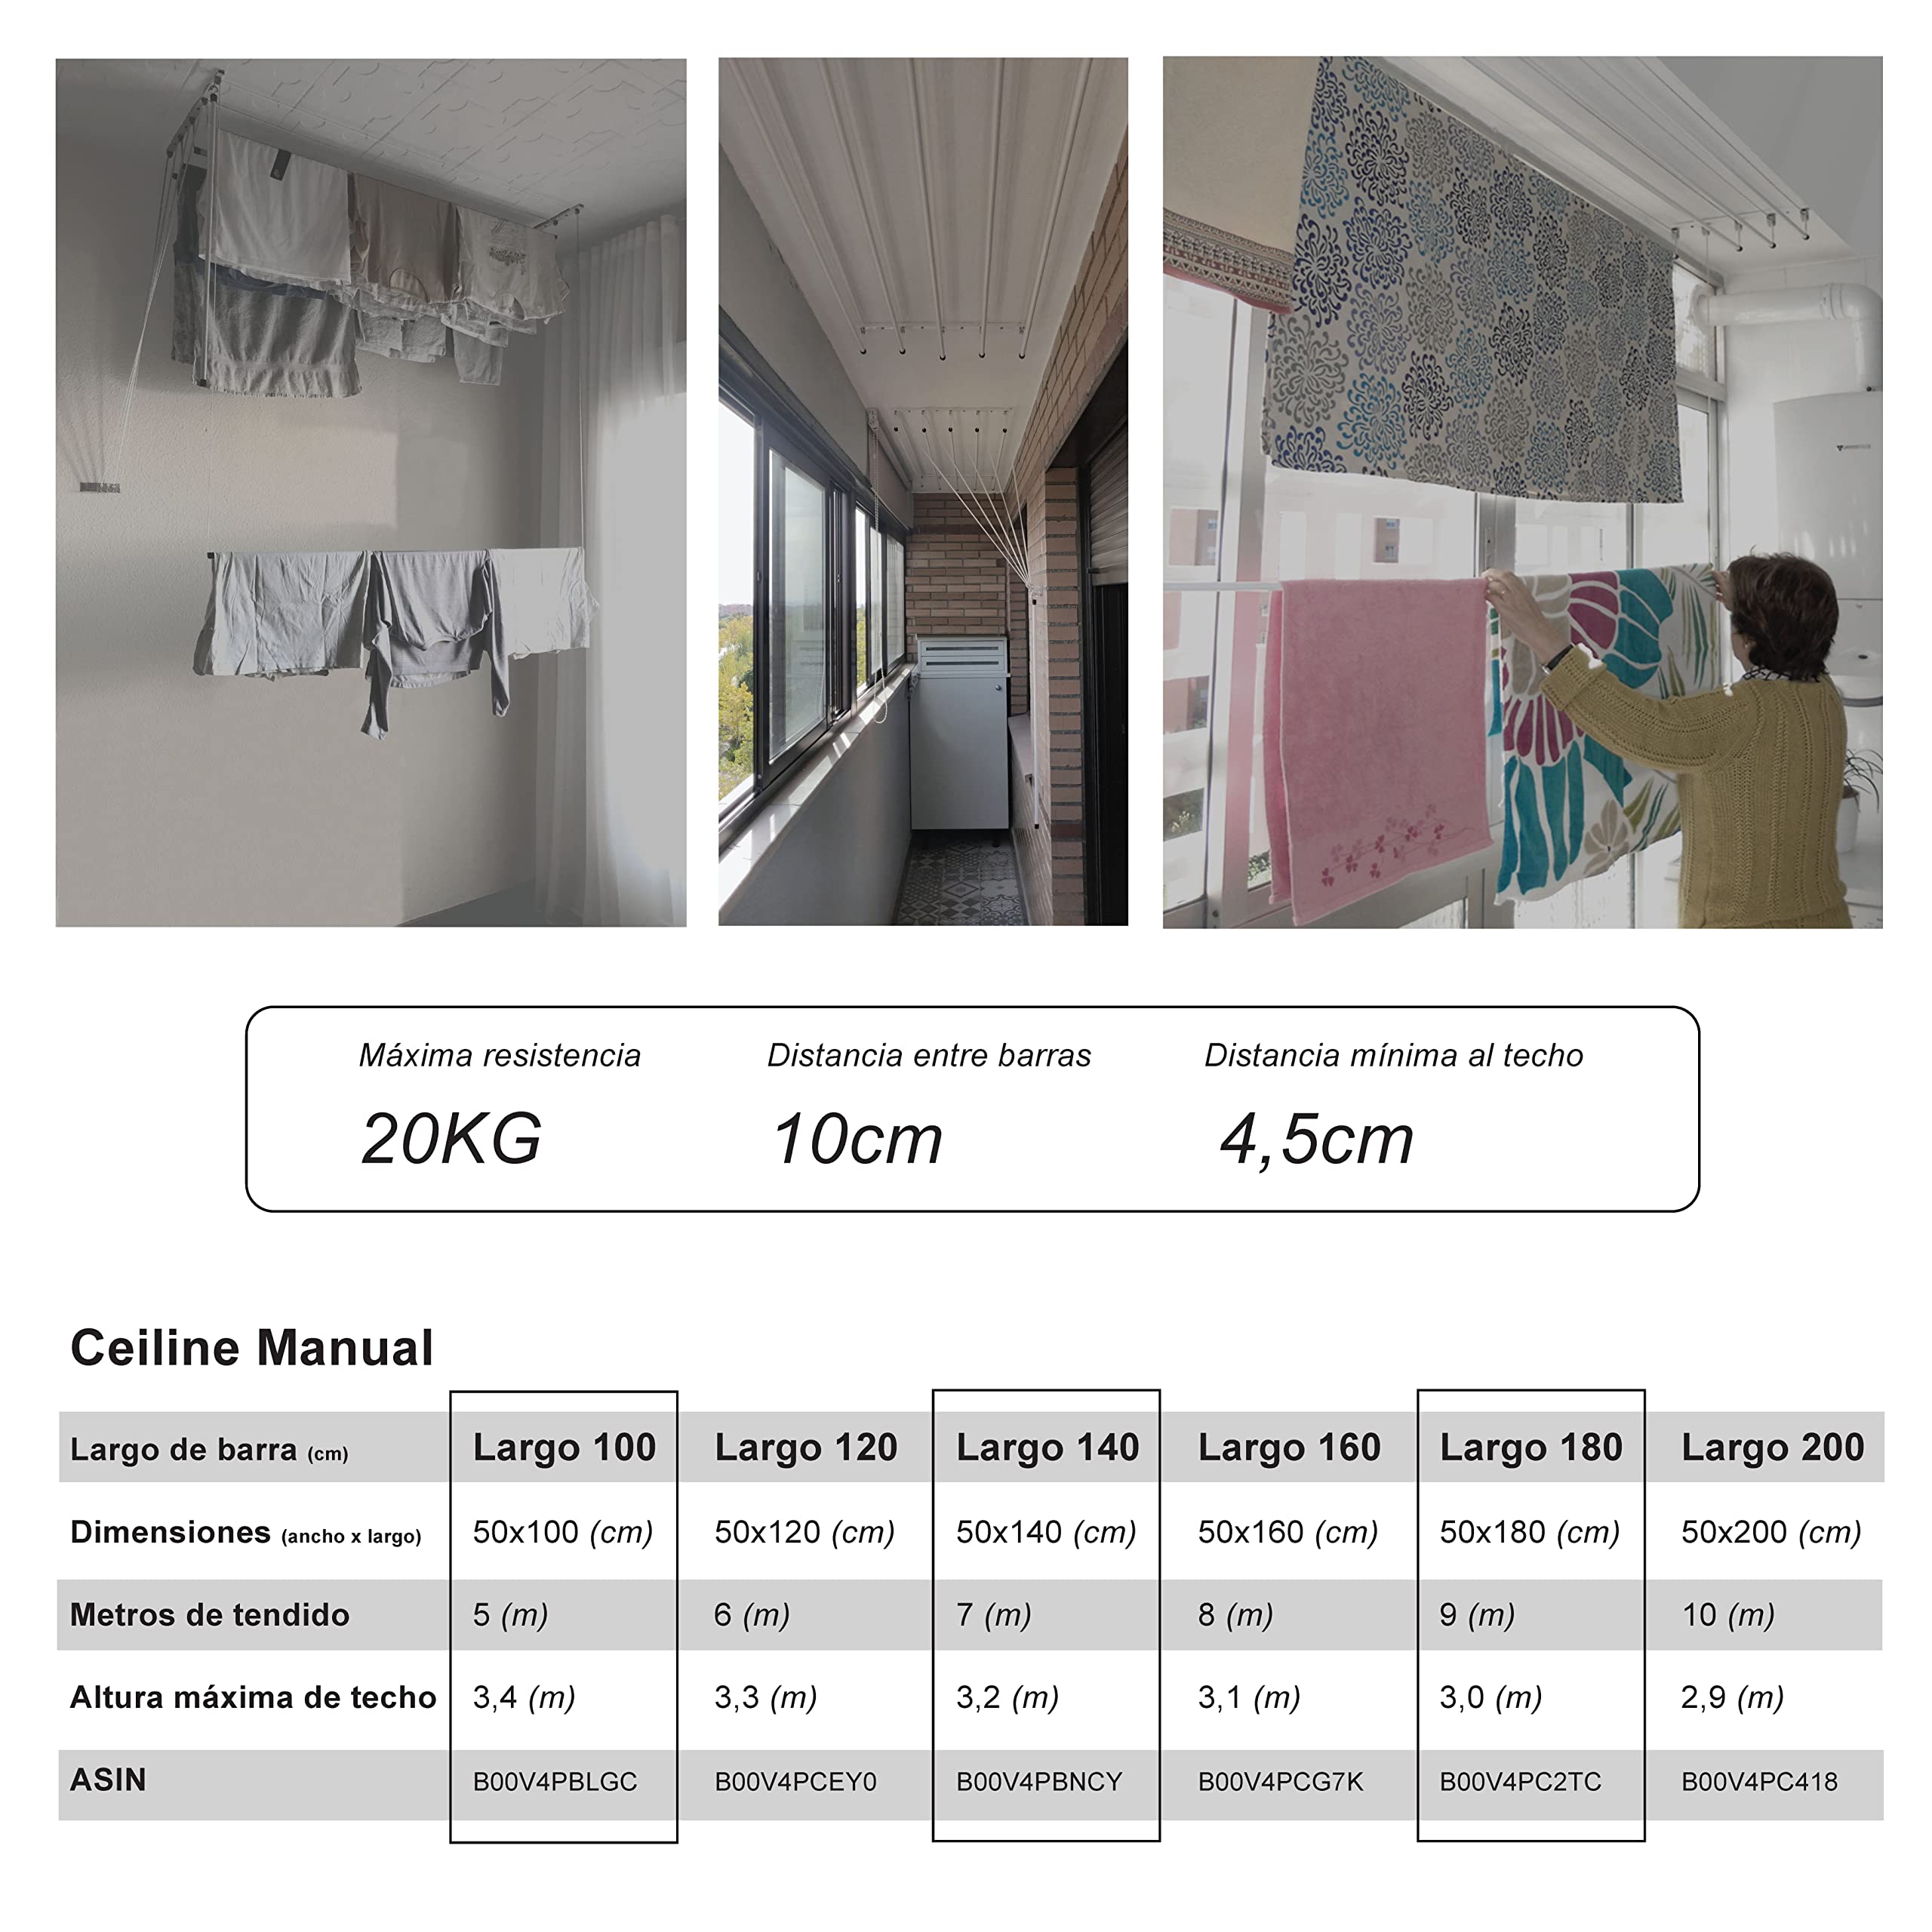 Máxima resistencia Distancia entre barras Distancia mínima al techo
20KG 10cm 4,5cm
Ceiline Manual
Largo de barra (cm) Largo 100 Largo 120 Largo 140 Largo 160 Largo 180 Largo 200
Dimensiones (ancho x largo) 50x100 (cm) 50x120 (cm) 50x140 (cm) 50x160 (cm) 50x180 (cm) 50x200 (cm)
Metros de tendido 5 (m) 6 (m) 7 (m) 8 (m) 9 (m) 10 (m)
Altura máxima de techo 3,4 (m) 3,3 (m) 3,2 (m) 3,1 (m) 3,0 (m) 2,9 (m)
ASIN B00V4PBLGC B00V4PCEY0 B00V4PBNCY B00V4PCG7K B00V4PC2TC B00V4PC418